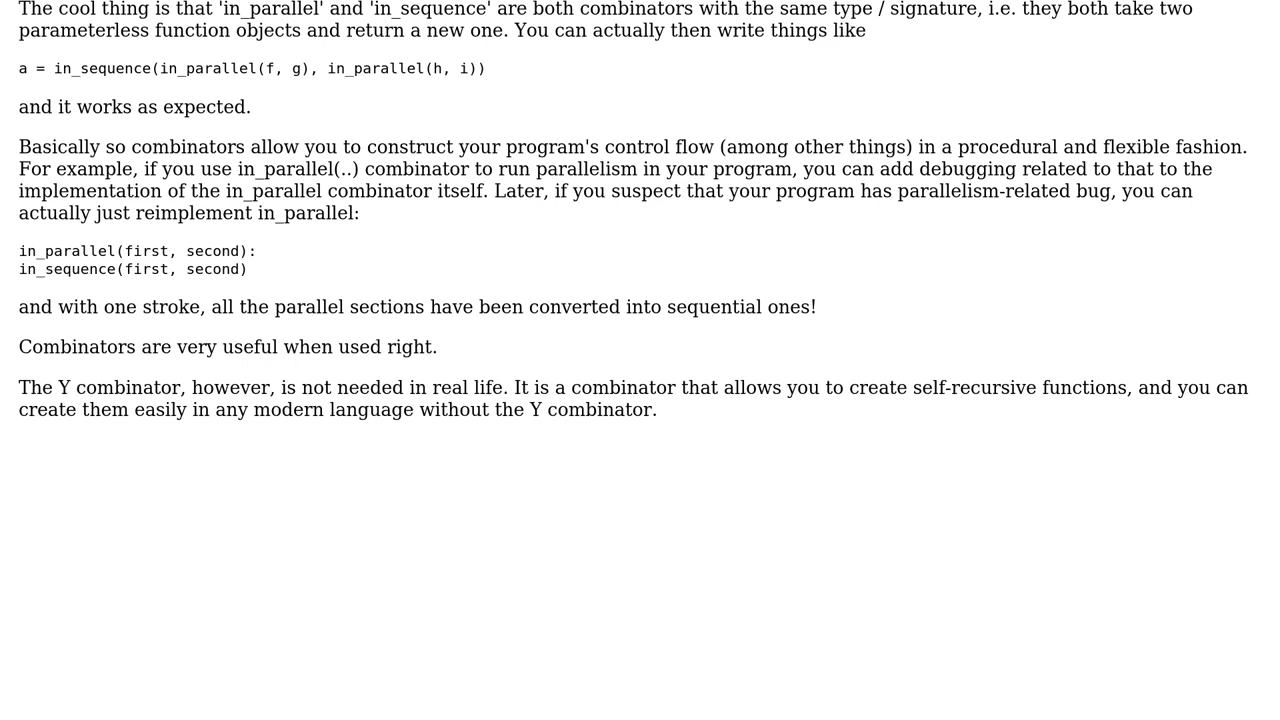 The cool thing is that 'in_parallel' and 'in_sequence' are both combinators with the same type / signature, i.e. they both take two
parameterless function objects and return a new one. You can actually then write things like
a = in_sequence(in_parallel(f, g), in_parallel(h, i))
and it works as expected.
Basically so combinators allow you to construct your program's control flow (among other things) in a procedural and flexible fashion.
For example, if you use in_parallel(..) combinator to run parallelism in your program, you can add debugging related to that to the
implementation of the in_parallel combinator itself. Later, if you suspect that your program has parallelism-related bug, you can
actually just reimplement in_parallel:
in_parallel(first, second):
in_sequence(first, second)
and with one stroke, all the parallel sections have been converted into sequential ones!
Combinators are very useful when used right.
The Y combinator, however, is not needed in real life. It is a combinator that allows you to create self-recursive functions, and you can
create them easily in any modern language without the Y combinator.